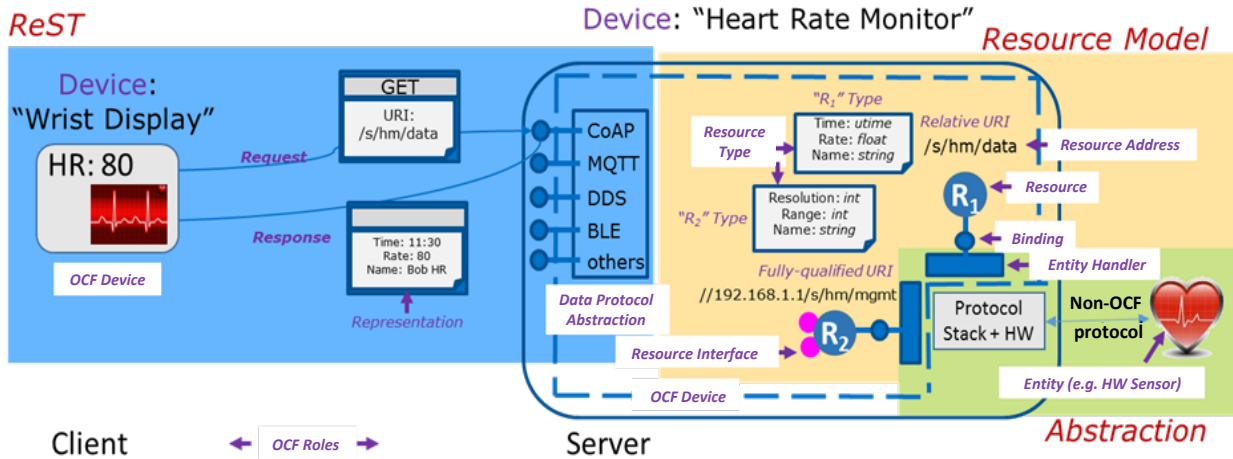 ReST
Device: “Heart Rate Monitor”
Resource Model
Device:
“Wrist Display”
HR: 80
OCF Device
GET
URI:
/s/hm/data
Request
Response
Time: 11:30
Rate: 80
Name: Bob HR
Representation
CoAP
MQTT
DDS
BLE
others
Data Protocol
Abstraction
“R1” Type
Time: utime
Rate: float
Name: string
Resource
Type
Relative URI
/s/hm/data
Resource Address
“R2” Type
Resolution: int
Range: int
Name: string
R1
Resource
Binding
Entity Handler
Fully-qualified URI
//192.168.1.1/s/hm/mgmt
R2
Resource Interface
OCF Device
Protocol
Stack + HW
Non-OCF
protocol
Entity (e.g. HW Sensor)
Abstraction
Client
OCF Roles
Server